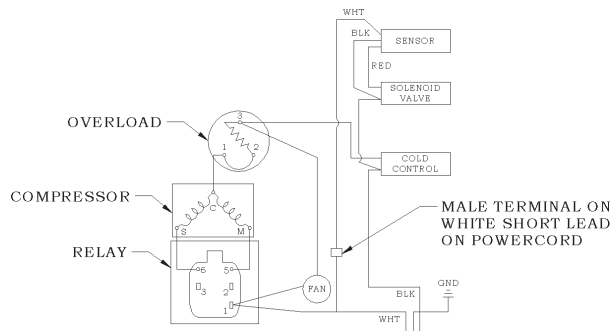 WHT
BLK
SENSOR
RED
SOLENOID
VALVE
OVERLOAD
3
1
2
COLD
CONTROL
COMPRESSOR
C
S
M
MALE TERMINAL ON
WHITE SHORT LEAD
ON POWERCORD
RELAY
6
5
3
2
1
FAN
BLK
GND
WHT